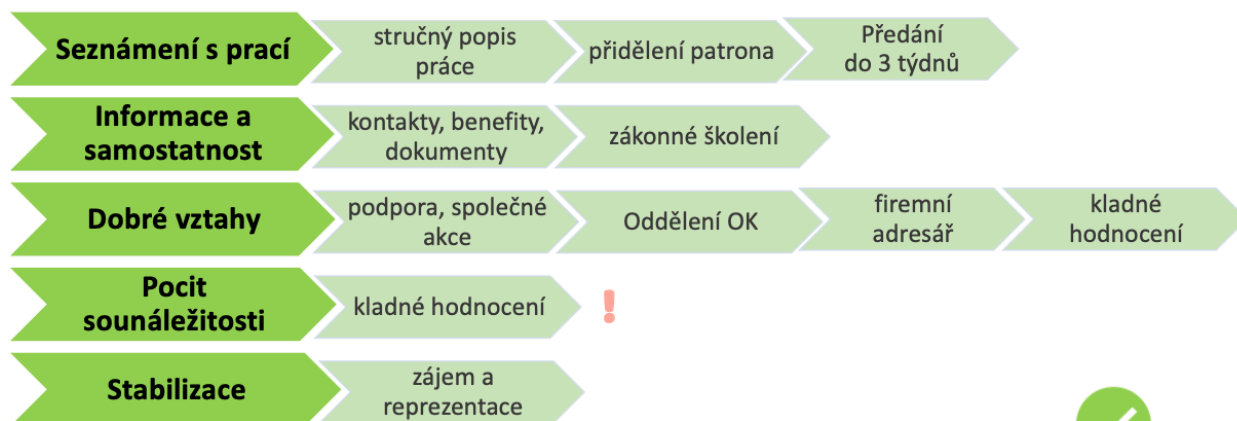 Seznámení s prací
stručný popis
práce
přidělení patrona
Předání
do 3 týdnů
Informace a
samostatnost
kontakty, benefity,
dokumenty
zákonné školení
Dobré vztahy
podpora, společné
akce
Oddělení OK
firemní
adresář
kladné
hodnocení
Pocit
sounáležitosti
kladné hodnocení
!
Stabilizace
zájem a
reprezentace